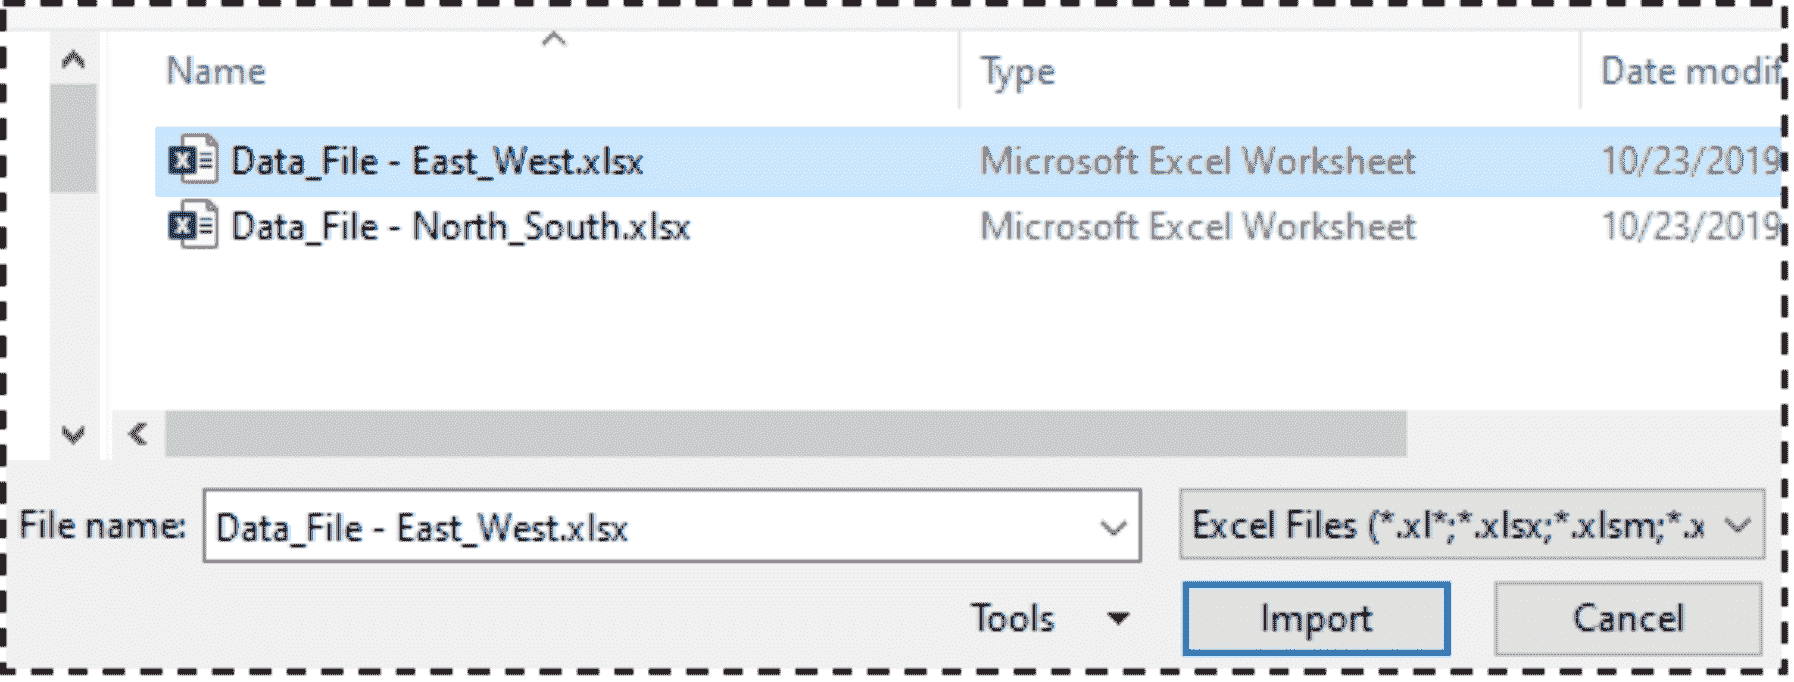 Name Type Date modif
Data_File - East_West.xlsx Microsoft Excel Worksheet 10/23/2019
Data_File - North_South.xlsx Microsoft Excel Worksheet 10/23/2019
File name: Data_File - East_West.xlsx Excel Files (*.xl*;*.xlsx;*.xlsm;*.x
Tools Import Cancel